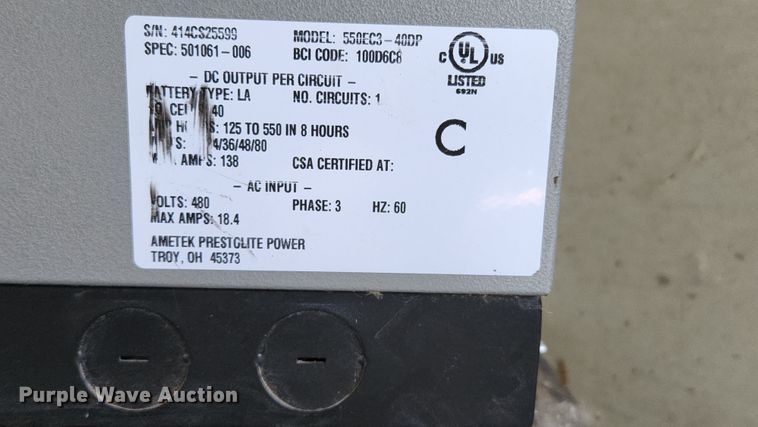 S/N: 414CS25599 MODEL: 550EC3-40DP
SPEC: 501061-006 BCI CODE: 100D6C8
C UL US
LISTED
692N
- DC OUTPUT PER CIRCUIT -
BATTERY TYPE: LA NO. CIRCUITS: 1
40
125 TO 550 IN 8 HOURS
4/36/48/80
AMPS: 138 CSA CERTIFIED AT:
C
- AC INPUT -
VOLTS: 480 PHASE: 3 HZ: 60
MAX AMPS: 18.4
AMETEK PRESTOLITE POWER
TROY, OH 45373
Purple Wave Auction